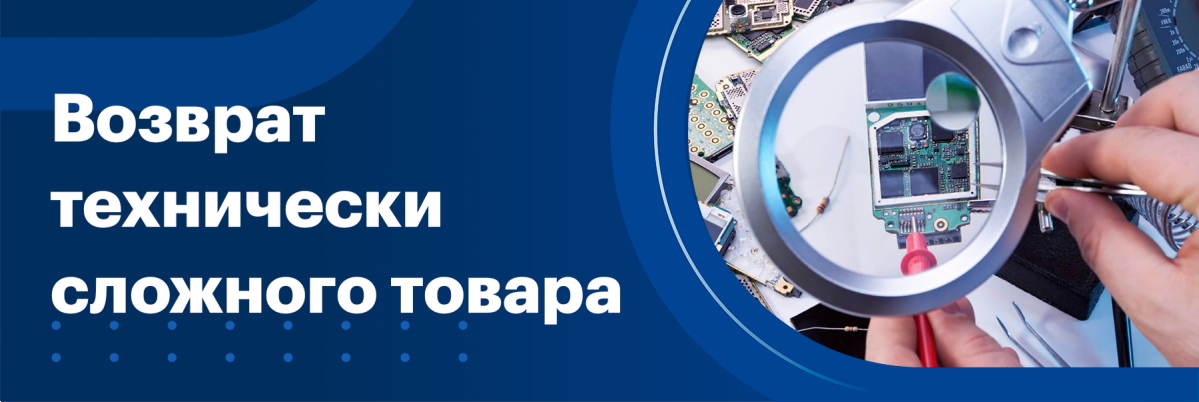 Возврат
технически
сложного товара